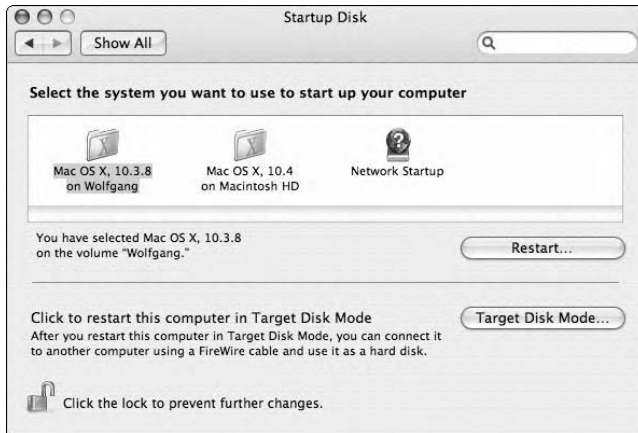 Startup Disk
Show All
Select the system you want to use to start up your computer
Mac OS X, 10.3.8
on Wolfgang
Mac OS X, 10.4
on Macintosh HD
Network Startup
You have selected Mac OS X, 10.3.8
on the volume "Wolfgang."
Restart...
Click to restart this computer in Target Disk Mode
Target Disk Mode...
After you restart this computer in Target Disk Mode, you can connect it
to another computer using a FireWire cable and use it as a hard disk.
Click the lock to prevent further changes.